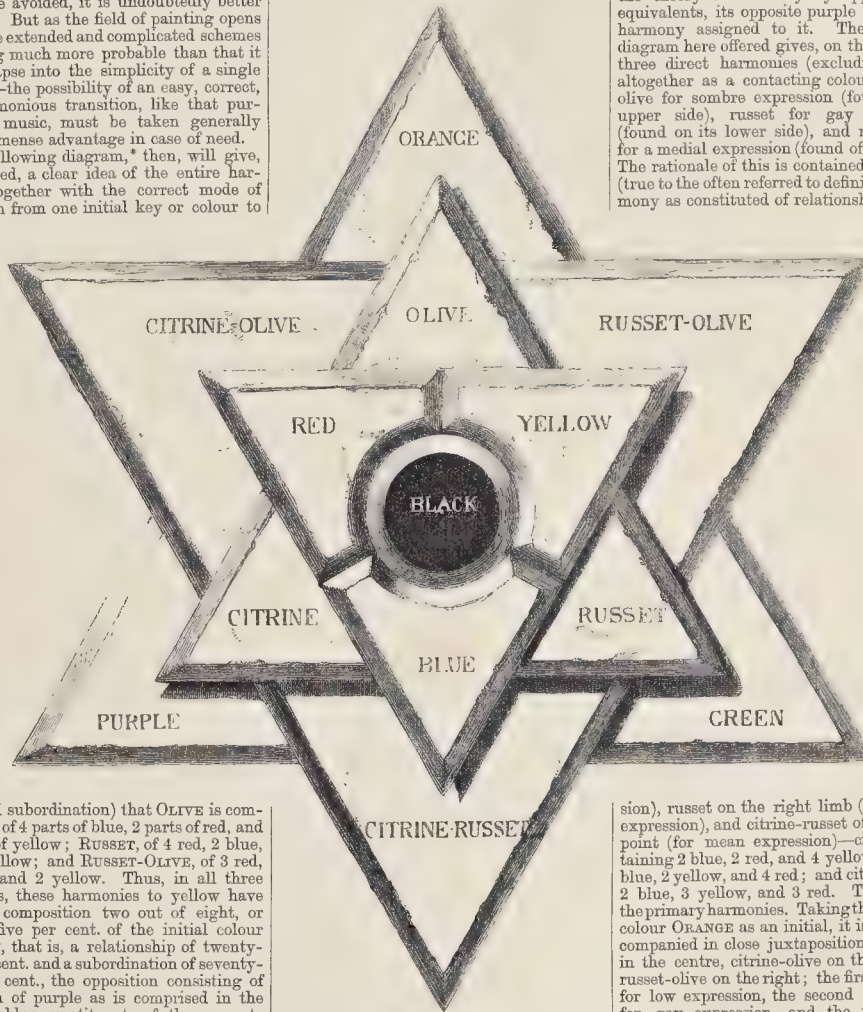 e avoided, it is undoubtedly better
But as the field of painting opens
extended and complicated schemes
g much more probable than that it
pse into the simplicity of a single
–the possibility of an easy, correct,
monious transition, like that pur-
music, must be taken generally
mense advantage in case of need.
llowing diagram,* then, will give,
ed, a clear idea of the entire har-
ogether with the correct mode of
n from one initial key or colour to
equivalents, its opposite purple
harmony assigned to it. The
diagram here offered gives, on th
three direct harmonies (excludi
altogether as a contacting colou
olive for sombre expression (fou
upper side), russet for gay
(found on its lower side), and
for a medial expression (found of
The rationale of this is contained
(true to the often referred to defini
mony as constituted of relationsh
ORANGE
CITRINE-OLIVE
OLIVE
RUSSET-OLIVE
RED
YELLOW
BLACK
CITRINE
RUSSET
BLUE
PURPLE
GREEN
CITRINE-RUSSET
subordination) that OLIVE is com-
of 4 parts of blue, 2 parts of red, and
f yellow; RUSSET, of 4 red, 2 blue,
llow; and RUSSET-OLIVE, of 3 red,
and 2 yellow. Thus, in all three
s, these harmonies to yellow have
composition two out of eight, or
ive per cent. of the initial colour
, that is, a relationship of twenty-
cent. and a subordination of seventy-
cent., the opposition consisting of
of purple as is comprised in the
sion), russet on the right limb (
expression), and citrine-russet of
point (for mean expression)—c
taining 2 blue, 2 red, and 4 yello
blue, 2 yellow, and 4 red; and cit
2 blue, 3 yellow, and 3 red. T
the primary harmonies. Taking th
colour ORANGE as an initial, it i
companied in close juxtaposition
in the centre, citrine-olive on th
russet-olive on the right; the firs
for low expression, the second